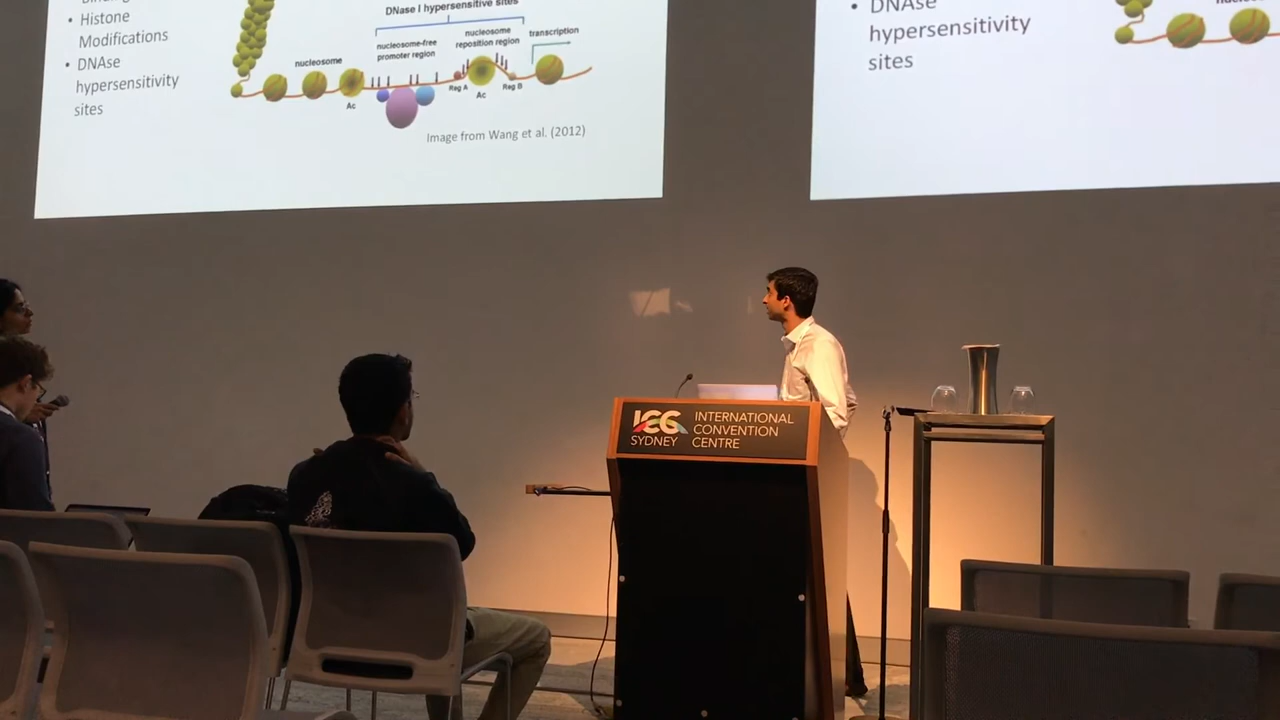 • Histone
Modifications
• DNAse
hypersensitivity
sites
DNase I hypersensitive sites
nucleosome-free
promoter region
nucleosome
reposition region
transcription
nucleosome
Ac
Reg A
Ac
Reg B
Image from Wang et al. (2012)
• DNAse
hypersensitivity
sites
ICC
SYDNEY
INTERNATIONAL
CONVENTION
CENTRE